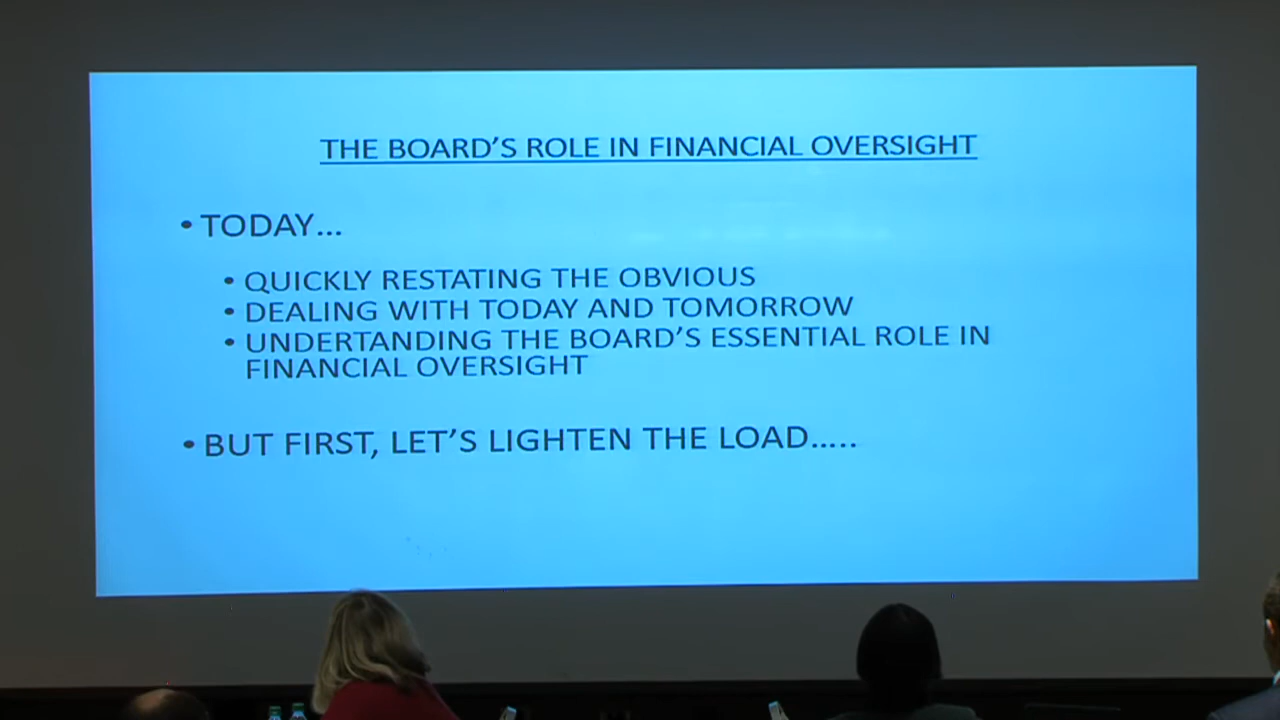 THE BOARD'S ROLE IN FINANCIAL OVERSIGHT
• TODAY...
• QUICKLY RESTATING THE OBVIOUS
• DEALING WITH TODAY AND TOMORROW
• UNDERTANDING THE BOARD'S ESSENTIAL ROLE IN
FINANCIAL OVERSIGHT
• BUT FIRST, LET'S LIGHTEN THE LOAD.....